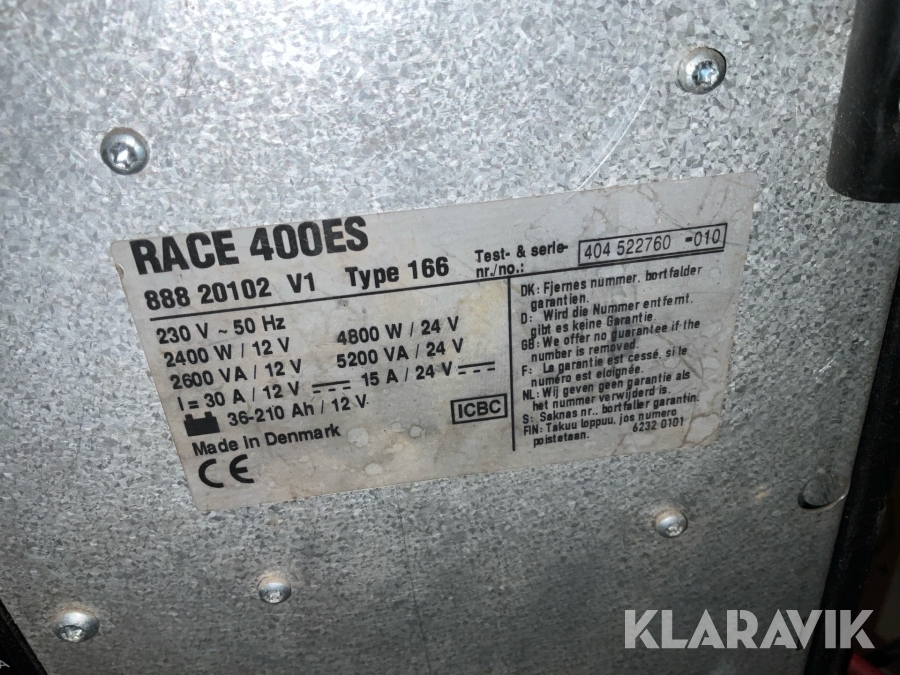 RACE 400ES
888 20102 V1 Type 166
Test- & serie-
nr./no.:
404 522760 -010
230 V ~ 50 Hz
2400 W / 12 V 4800 W / 24 V
2600 VA / 12 V 5200 VA / 24 V
I = 30 A / 12 V 15 A / 24 V
36-210 Ah / 12 V
Made in Denmark
CE
ICBC
DK: Fjernes nummer, bortfalder
garantien.
D: Wird die Nummer entfernt,
gibt es keine Garantie.
GB: We offer no guarantee if the
number is removed.
F: La garantie est cessé, si le
numéro est eloignée.
NL: Wij geven geen garantie als
het nummer verwijderd is.
S: Saknas nr., bortfaller garantin.
FIN: Takuu loppuu, jos numero
poistetaan. 6232 0101
KLARAVIK
A